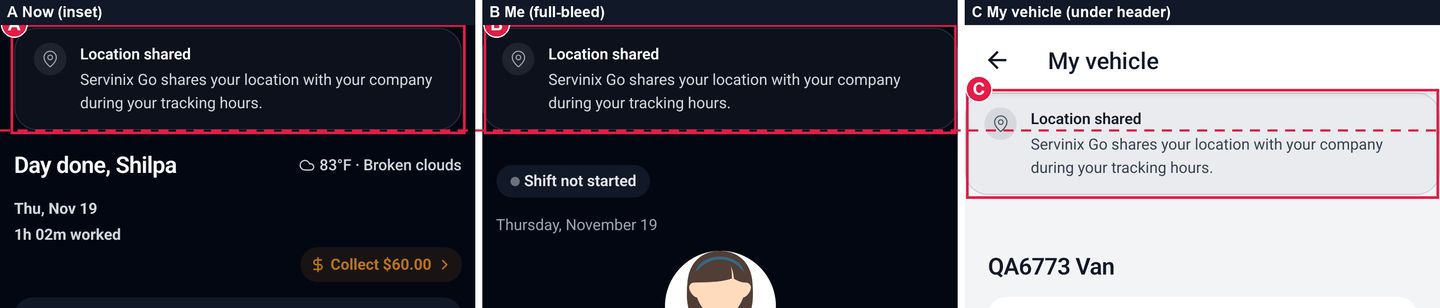 A Now (inset)
A
Location shared
Servinix Go shares your location with your company
during your tracking hours.
Day done, Shilpa
83°F · Broken clouds
Thu, Nov 19
1h 02m worked
$ Collect $60.00 >
B Me (full-bleed)
B
Location shared
Servinix Go shares your location with your company
during your tracking hours.
Shift not started
Thursday, November 19
C My vehicle (under header)
My vehicle
C
Location shared
Servinix Go shares your location with your company
during your tracking hours.
QA6773 Van